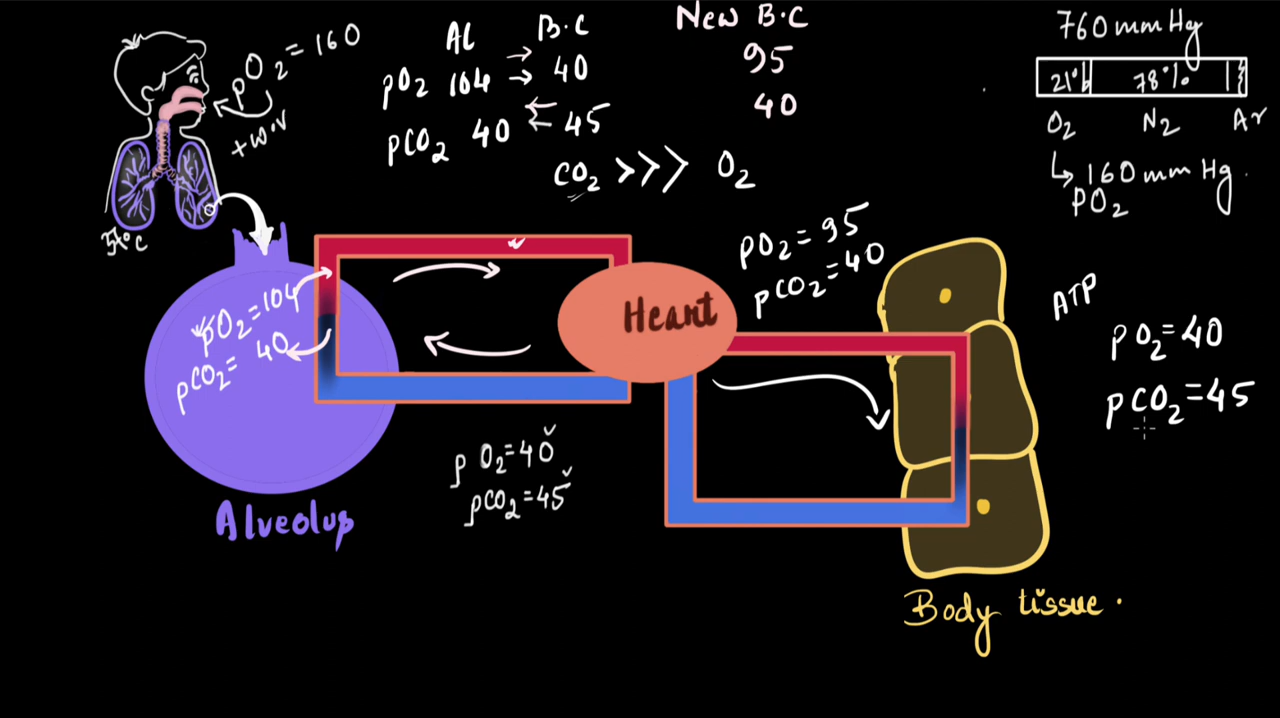 pO₂ = 160
+ W.V
37°C
Al B.C
pO₂ 104 → 40
pCO₂ 40 ← 45
New B.C
95
40
CO₂ >>> O₂
760 mm Hg
21% 78%
O₂ N₂ Ar
↳ 160 mm Hg.
PO₂
pO₂ = 104
pCO₂ = 40
Alveolus
Heart
pO₂ = 95
pCO₂ = 40
pO₂ = 40
pCO₂ = 45
ATP
pO₂ = 40
pCO₂ = 45
Body tissue.